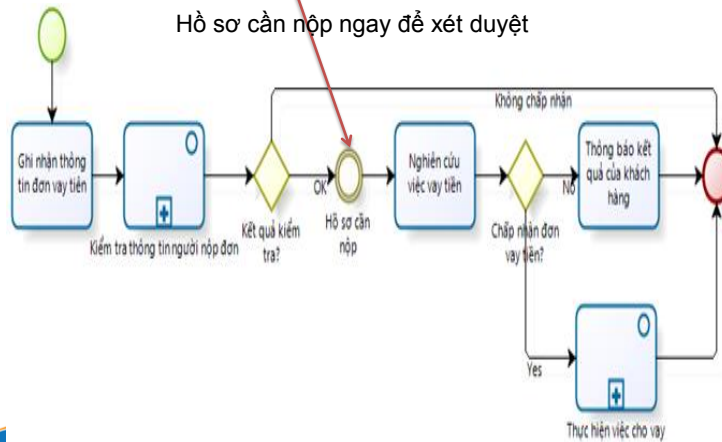 Hồ sơ cần nộp ngay để xét duyệt
Không chấp nhận
Ghi nhận thông
tin đơn vay tiền
Kiểm tra thông tin người nộp đơn
Kết quả kiểm
tra?
OK
Hồ sơ cần
nộp
Nghiên cứu
việc vay tiền
Chấp nhận đơn
vay tiền?
No
Thông báo kết
quả của khách
hàng
Yes
Thực hiện việc cho vay